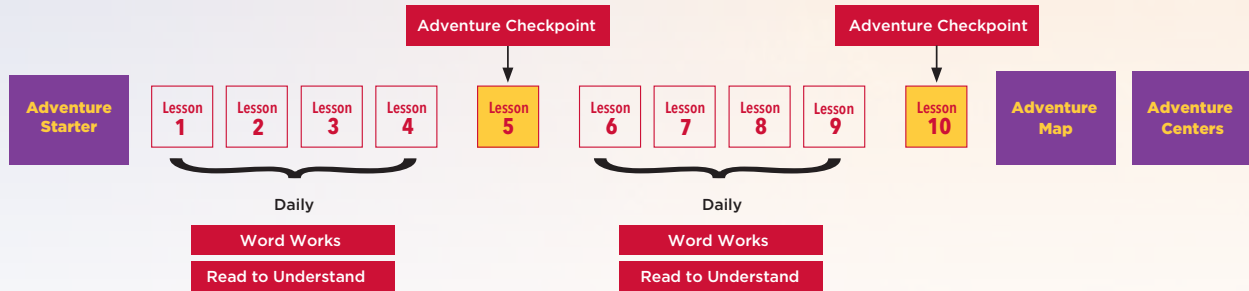 Adventure Checkpoint
Adventure Checkpoint
Adventure
Starter
Lesson
1
Lesson
2
Lesson
3
Lesson
4
Lesson
5
Lesson
6
Lesson
7
Lesson
8
Lesson
9
Lesson
10
Adventure
Map
Adventure
Centers
Daily
Word Works
Read to Understand
Daily
Word Works
Read to Understand